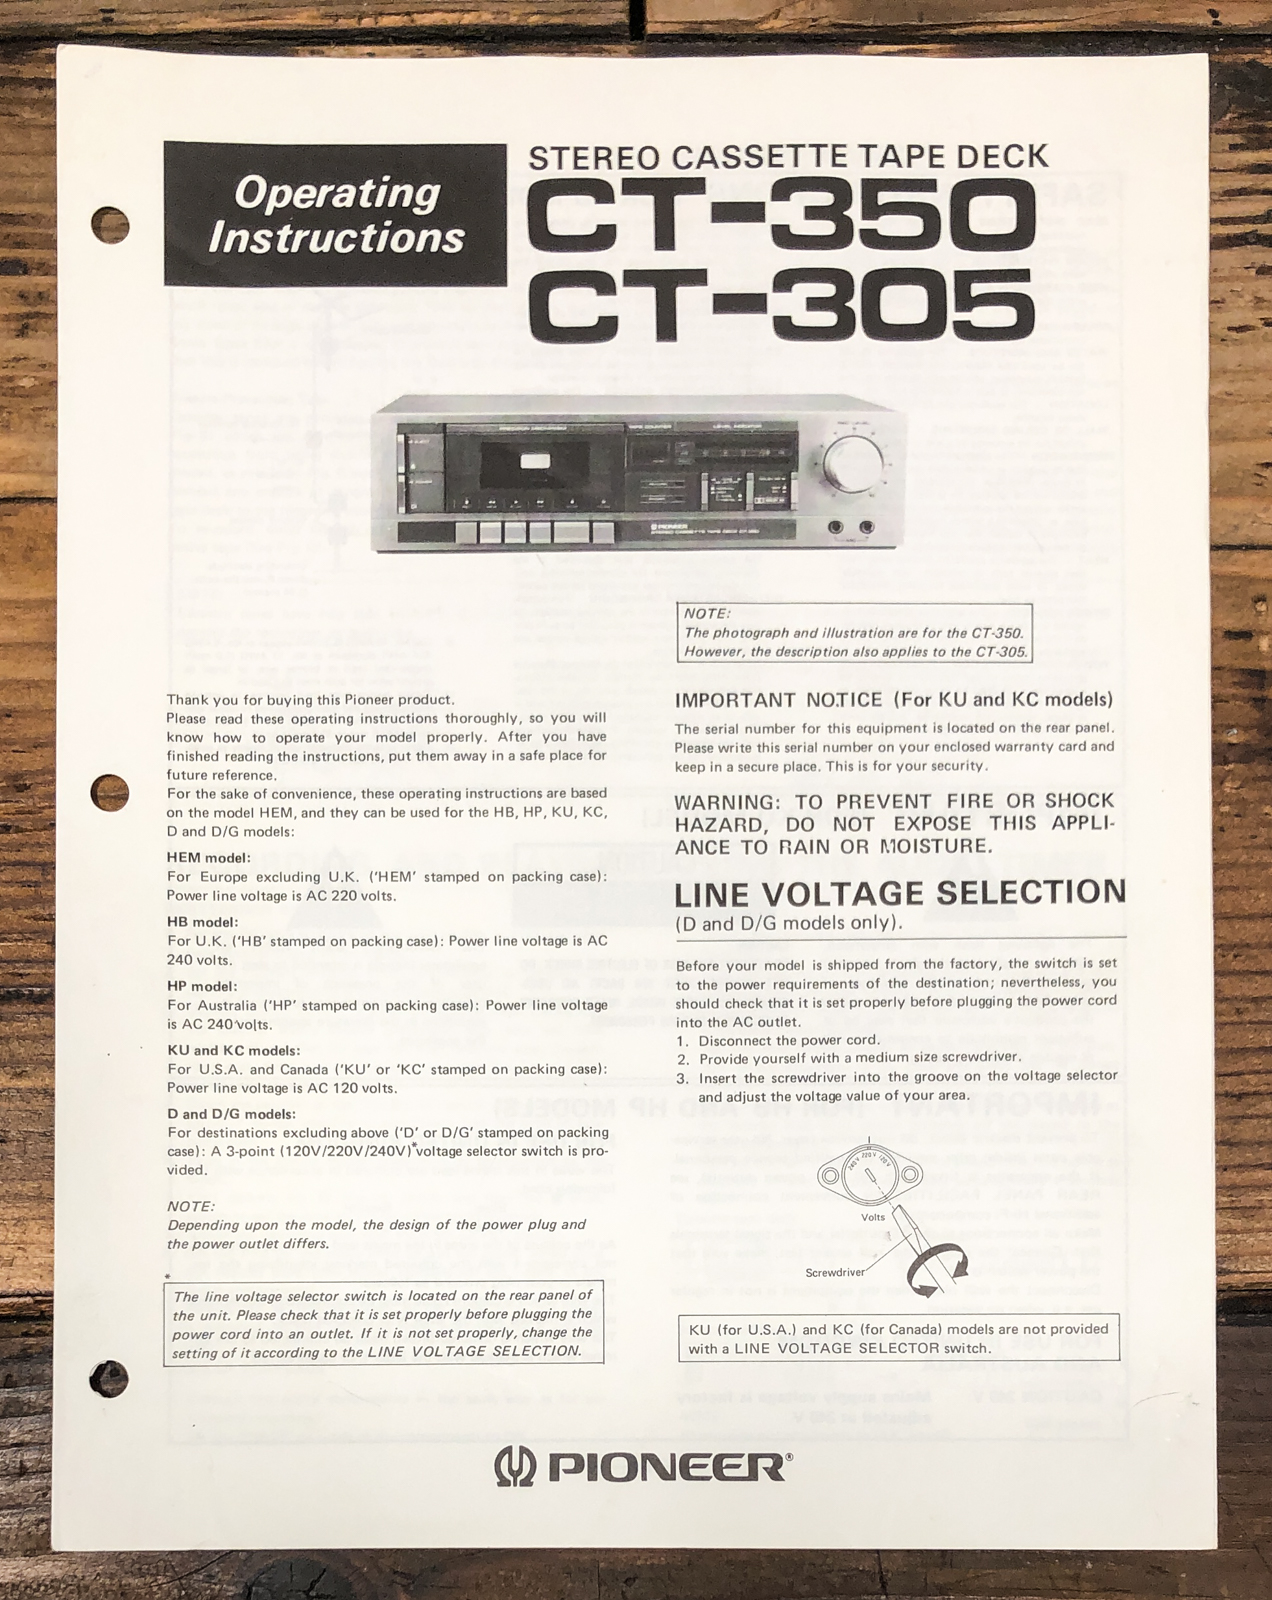 Operating
Instructions
STEREO CASSETTE TAPE DECK
CT-350
CT-305
TAPE COUNTER
LEVEL INDICATOR
REC LEVEL
PIONEER
STEREO CASSETTE TAPE DECK CT-350
NOTE:
The photograph and illustration are for the CT-350.
However, the description also applies to the CT-305.
Thank you for buying this Pioneer product.
Please read these operating instructions thoroughly, so you will
know how to operate your model properly. After you have
finished reading the instructions, put them away in a safe place for
future reference.
For the sake of convenience, these operating instructions are based
on the model HEM, and they can be used for the HB, HP, KU, KC,
D and D/G models:
HEM model:
For Europe excluding U.K. ('HEM' stamped on packing case):
Power line voltage is AC 220 volts.
HB model:
For U.K. ('HB' stamped on packing case): Power line voltage is AC
240 volts.
HP model:
For Australia ('HP' stamped on packing case): Power line voltage
is AC 240 volts.
KU and KC models:
For U.S.A. and Canada ('KU' or 'KC' stamped on packing case):
Power line voltage is AC 120 volts.
D and D/G models:
For destinations excluding above ('D' or D/G' stamped on packing
case): A 3-point (120V/220V/240V)*voltage selector switch is pro-
vided.
NOTE:
Depending upon the model, the design of the power plug and
the power outlet differs.
*
The line voltage selector switch is located on the rear panel of
the unit. Please check that it is set properly before plugging the
power cord into an outlet. If it is not set properly, change the
setting of it according to the LINE VOLTAGE SELECTION.
IMPORTANT NOTICE (For KU and KC models)
The serial number for this equipment is located on the rear panel.
Please write this serial number on your enclosed warranty card and
keep in a secure place. This is for your security.
WARNING: TO PREVENT FIRE OR SHOCK
HAZARD, DO NOT EXPOSE THIS APPLI-
ANCE TO RAIN OR MOISTURE.
LINE VOLTAGE SELECTION
(D and D/G models only).
Before your model is shipped from the factory, the switch is set
to the power requirements of the destination; nevertheless, you
should check that it is set properly before plugging the power cord
into the AC outlet.
1. Disconnect the power cord.
2. Provide yourself with a medium size screwdriver.
3. Insert the screwdriver into the groove on the voltage selector
and adjust the voltage value of your area.
240 V 220 V 120 V
Volts
Screwdriver
KU (for U.S.A.) and KC (for Canada) models are not provided
with a LINE VOLTAGE SELECTOR switch.
PIONEER®